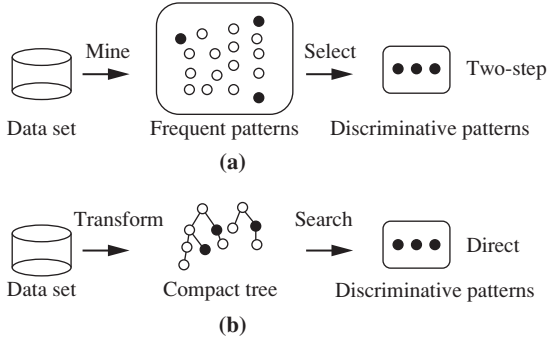 Mine
Select
Two-step
Data set
Frequent patterns
Discriminative patterns
(a)
Transform
Search
Direct
Data set
Compact tree
Discriminative patterns
(b)